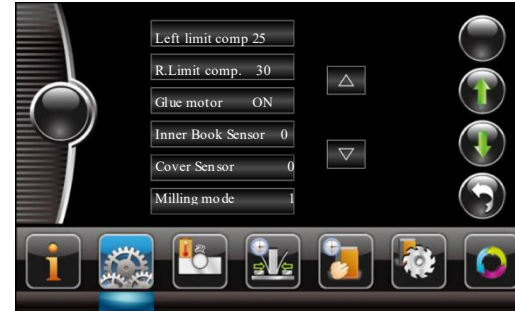 Left limit comp 25
R.Limit comp. 30
Glue motor ON
Inner Book Sensor 0
Cover Sensor 0
Milling mode 1